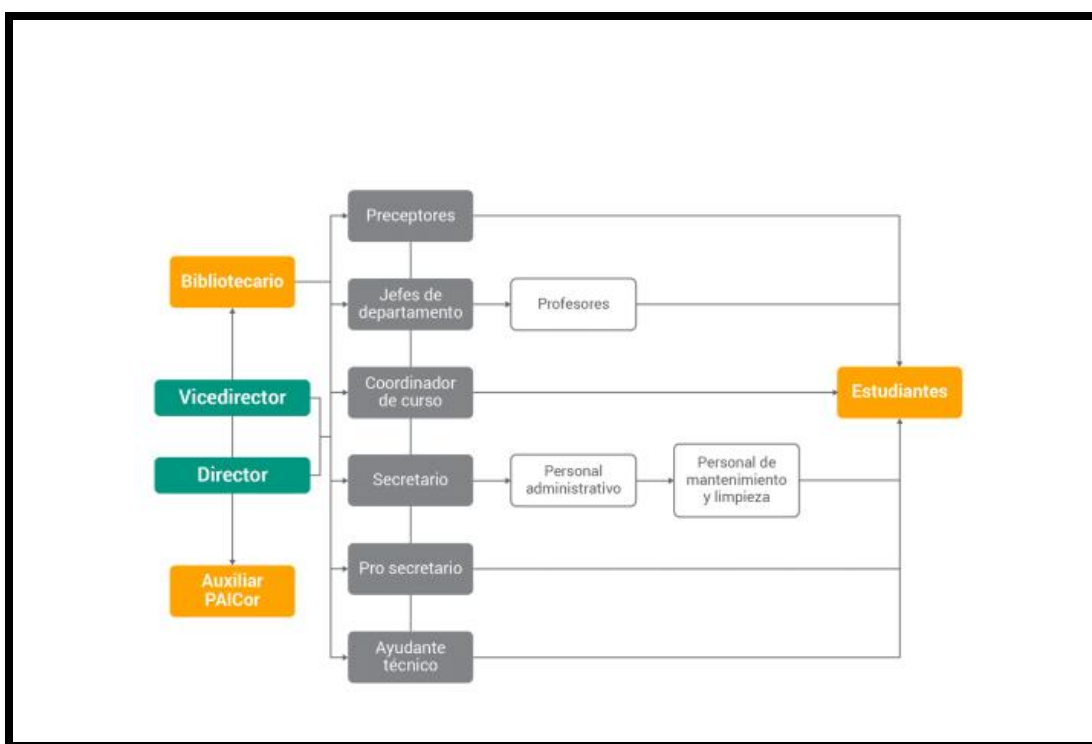 Preceptores
Bibliotecario
Jefes de
departamento
Profesores
Vicedirector
Coordinador
de curso
Estudiantes
Director
Secretario
Personal
administrativo
Personal de
mantenimiento
y limpieza
Auxiliar
PAICor
Pro secretario
Ayudante
técnico